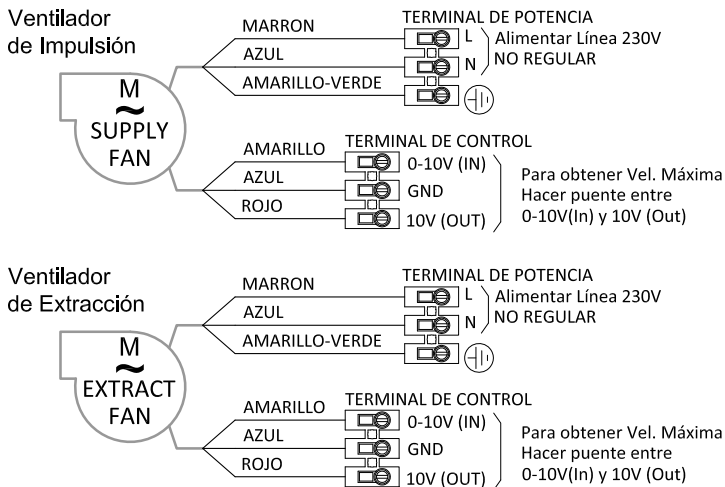 Ventilador
de Impulsión
M
~
SUPPLY
FAN
MARRON
AZUL
AMARILLO-VERDE
TERMINAL DE POTENCIA
L
N
Alimentar Línea 230V
NO REGULAR
AMARILLO
AZUL
ROJO
TERMINAL DE CONTROL
0-10V (IN)
GND
10V (OUT)
Para obtener Vel. Máxima
Hacer puente entre
0-10V(In) y 10V (Out)
Ventilador
de Extracción
M
~
EXTRACT
FAN
MARRON
AZUL
AMARILLO-VERDE
TERMINAL DE POTENCIA
L
N
Alimentar Línea 230V
NO REGULAR
AMARILLO
AZUL
ROJO
TERMINAL DE CONTROL
0-10V (IN)
GND
10V (OUT)
Para obtener Vel. Máxima
Hacer puente entre
0-10V(In) y 10V (Out)